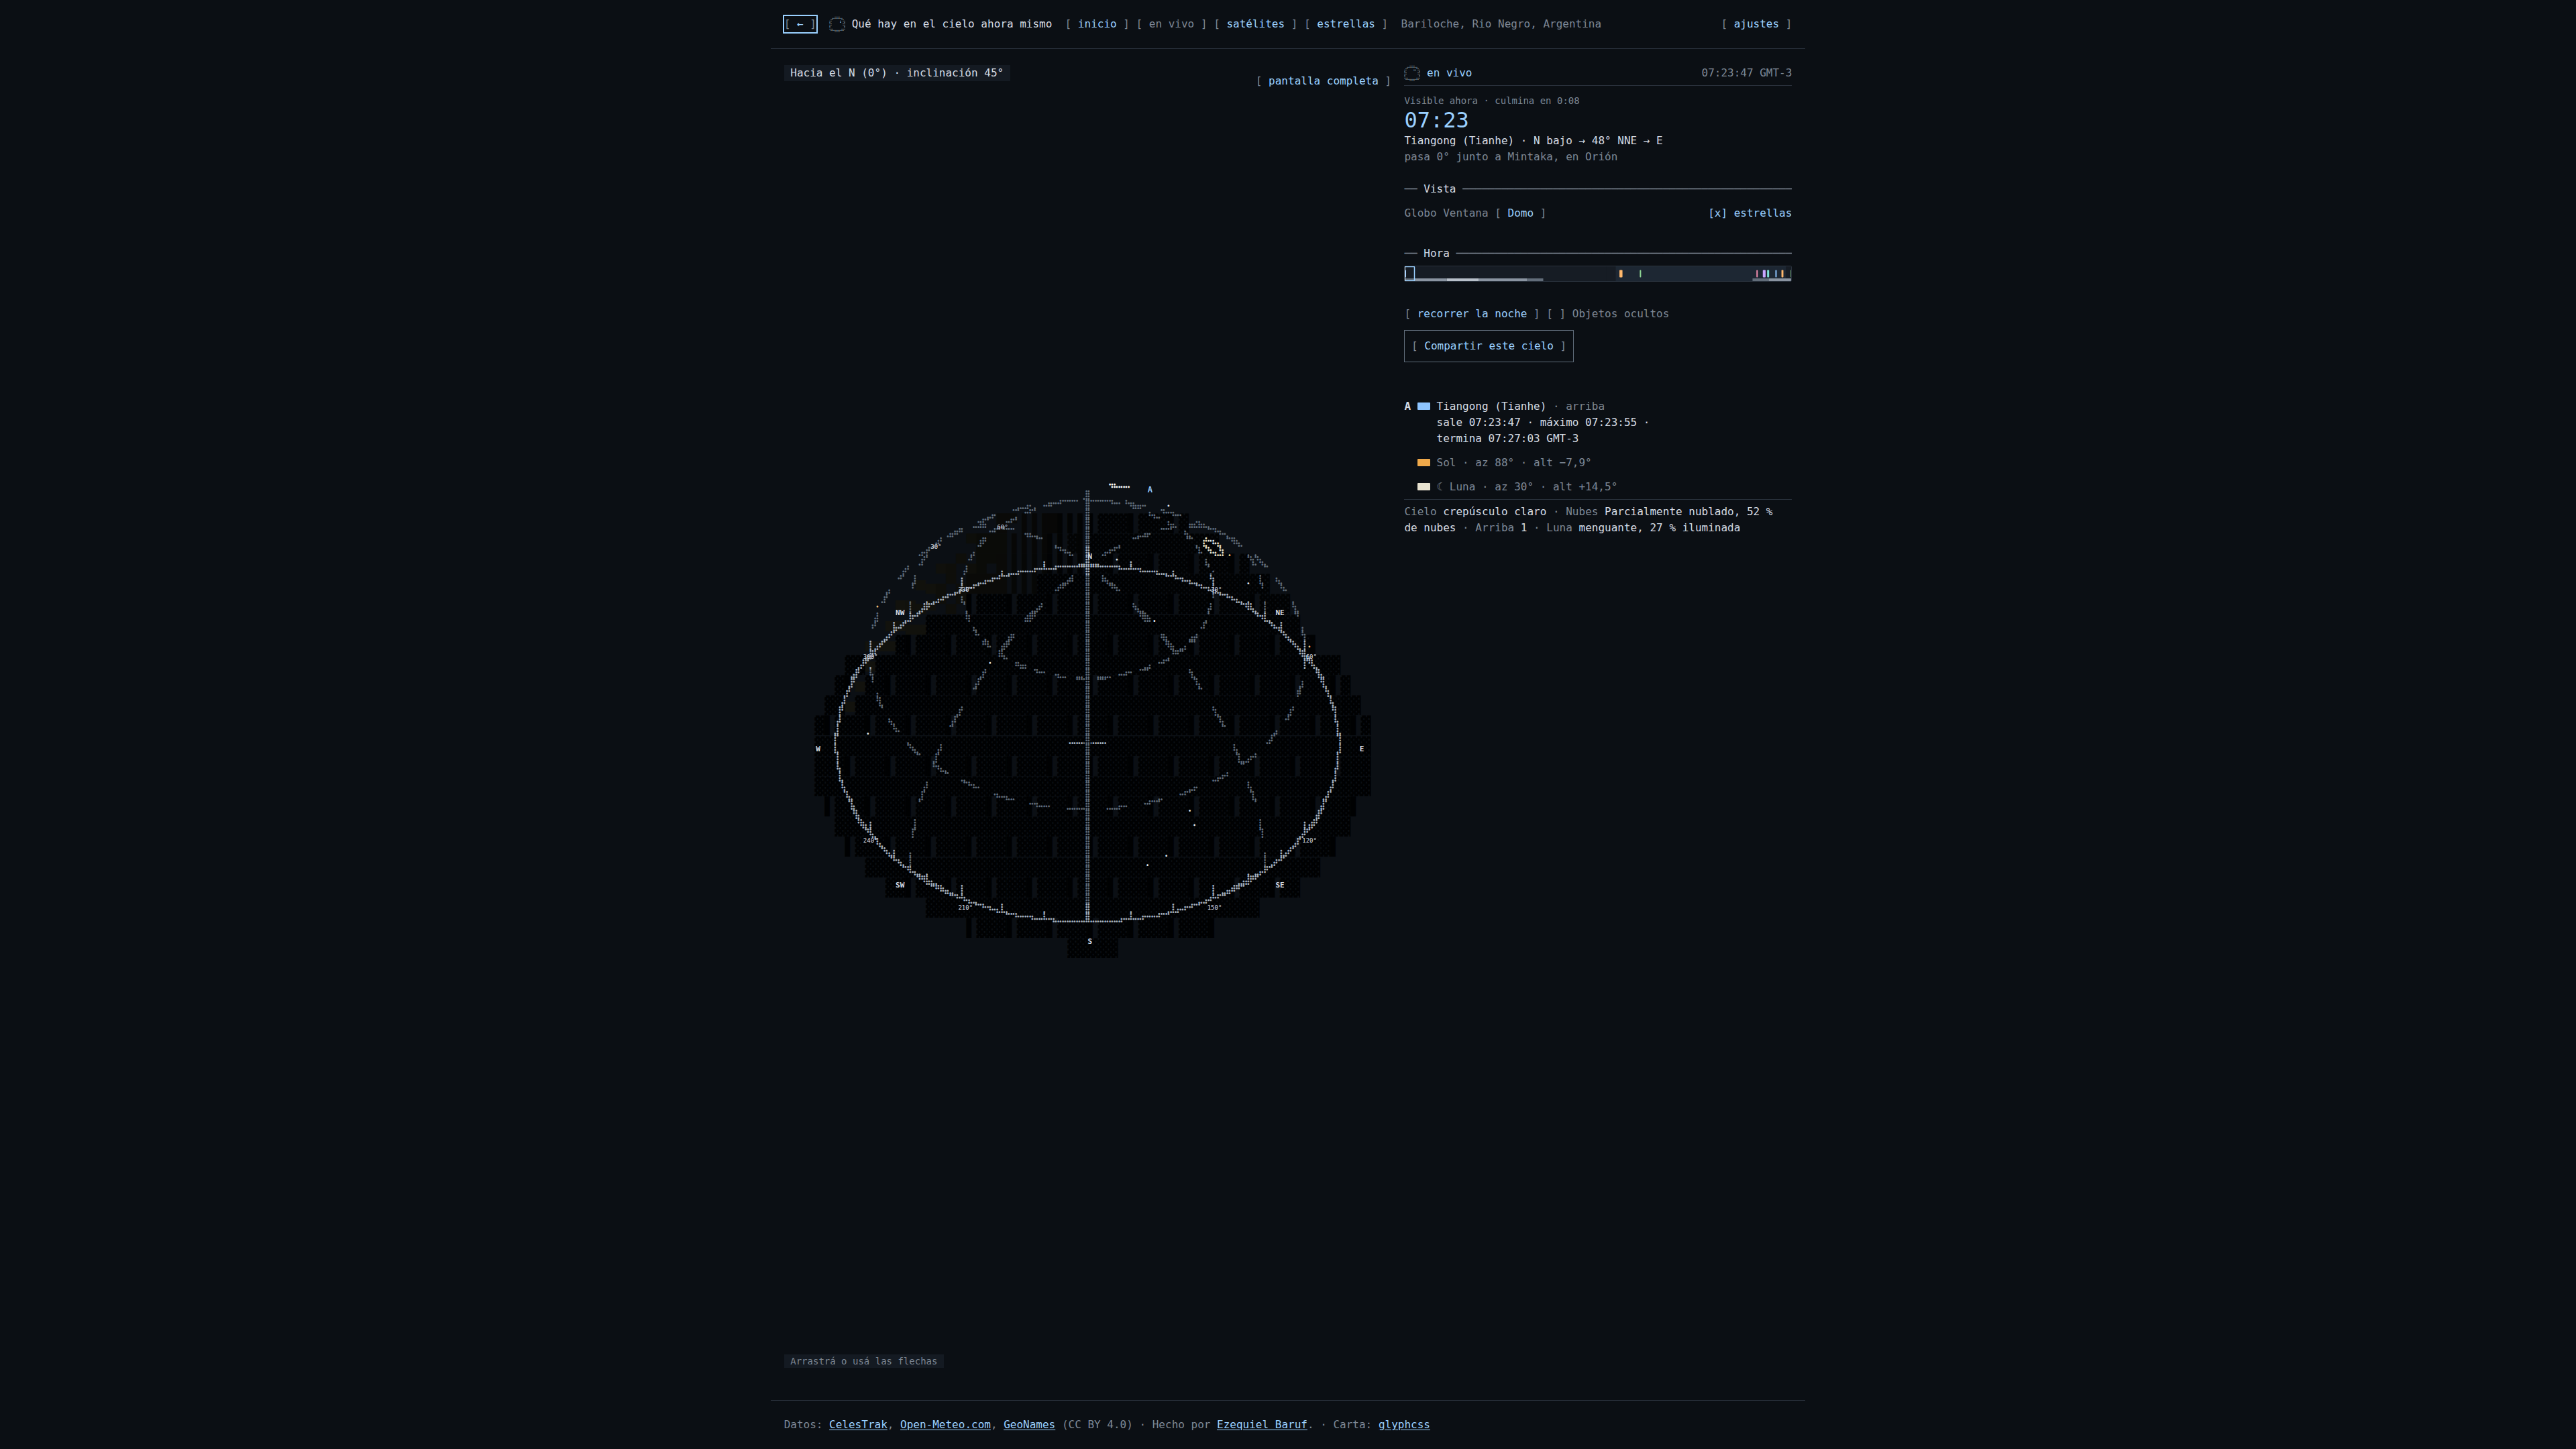 [ ← ] Qué hay en el cielo ahora mismo [ inicio ] [ en vivo ] [ satélites ] [ estrellas ] Bariloche, Rio Negro, Argentina [ ajustes ]
Hacia el N (0°) · inclinación 45°
[ pantalla completa ]
en vivo 07:23:47 GMT-3
Visible ahora · culmina en 0:08
07:23
Tiangong (Tianhe) · N bajo → 48° NNE → E
pasa 0° junto a Mintaka, en Orión
Vista
Globo Ventana [ Domo ] [x] estrellas
Hora
[ recorrer la noche ] [ ] Objetos ocultos
[ Compartir este cielo ]
A Tiangong (Tianhe) · arriba
sale 07:23:47 · máximo 07:23:55 ·
termina 07:27:03 GMT-3
Sol · az 88° · alt −7,9°
☾ Luna · az 30° · alt +14,5°
Cielo crepúsculo claro · Nubes Parcialmente nublado, 52 %
de nubes · Arriba 1 · Luna menguante, 27 % iluminada
A
60°
30°
N
NW
NE
W
E
240°
120°
SW
SE
210°
150°
S
Arrastrá o usá las flechas
Datos: CelesTrak, Open-Meteo.com, GeoNames (CC BY 4.0) · Hecho por Ezequiel Baruf. · Carta: glyphcss